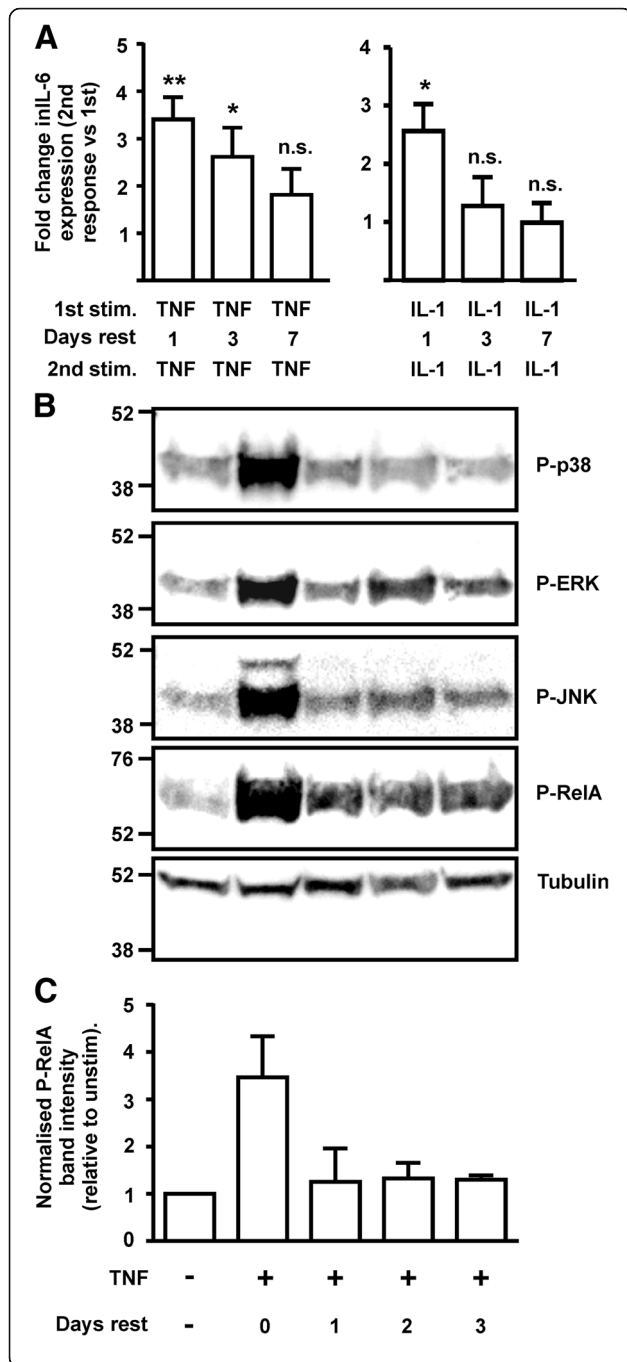 A
Fold change inIL-6
expression (2nd
response vs 1st)
5
4
3
2
1
**
*
n.s.
4
3
2
1
*
n.s.
n.s.
1st stim. TNF TNF TNF IL-1 IL-1 IL-1
Days rest 1 3 7 1 3 7
2nd stim. TNF TNF TNF IL-1 IL-1 IL-1
B
52
38
P-p38
52
38
P-ERK
52
38
P-JNK
76
52
P-RelA
52
38
Tubulin
C
Normalised P-RelA
band intensity
(relative to unstim).
5
4
3
2
1
0
TNF - + + + +
Days rest - 0 1 2 3